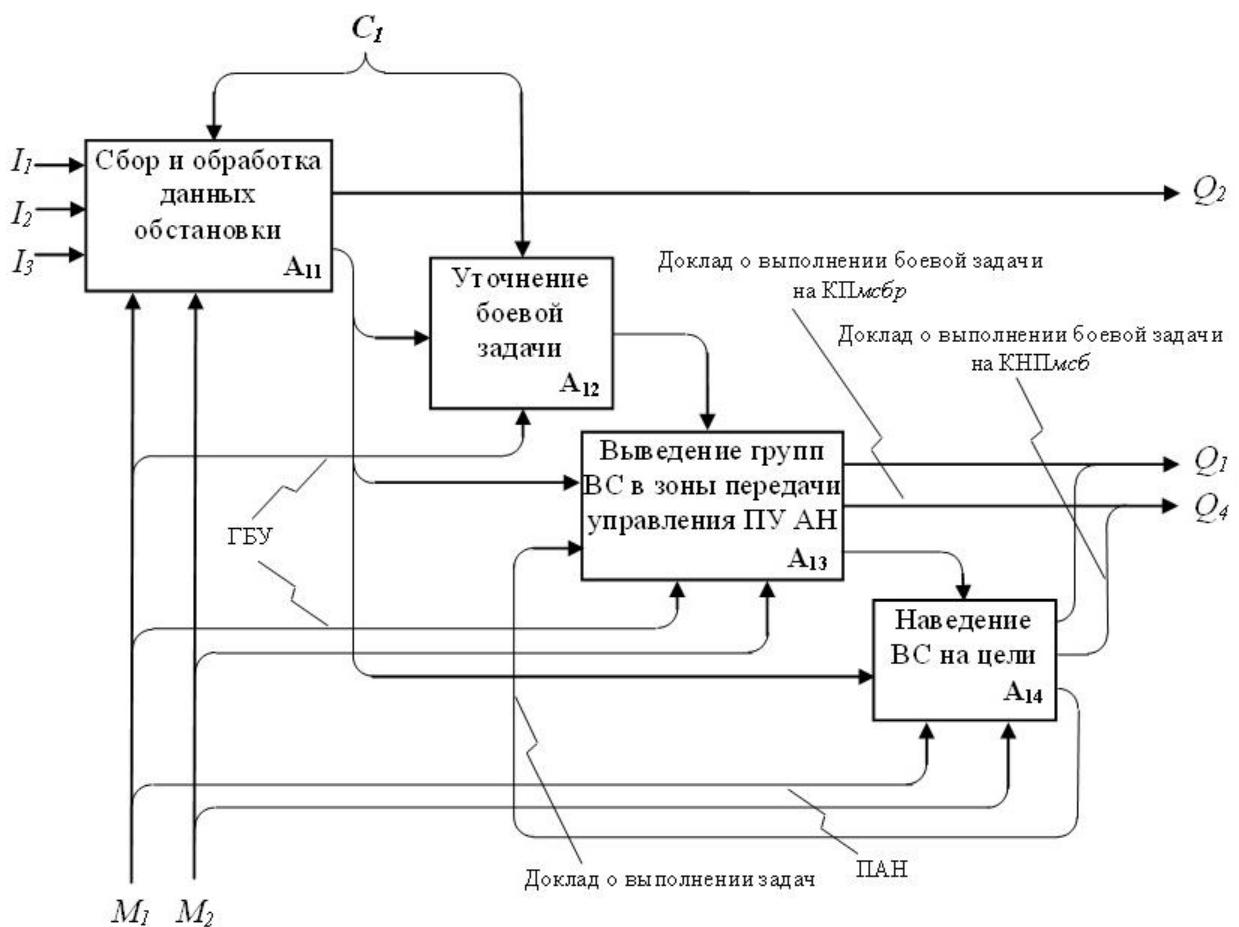 C1
I1
I2
I3
Сбор и обработка
данных
обстановки
A11
Q2
Уточнение
боевой
задачи
A12
Доклад о выполнении боевой задачи
на КПмсбр
Доклад о выполнении боевой задачи
на КНПмсб
Выведение групп
ВС в зоны передачи
управления ПУ АН
A13
Q1
Q4
ГБУ
Наведение
ВС на цели
A14
Доклад о выполнении задач
ПАН
M1
M2